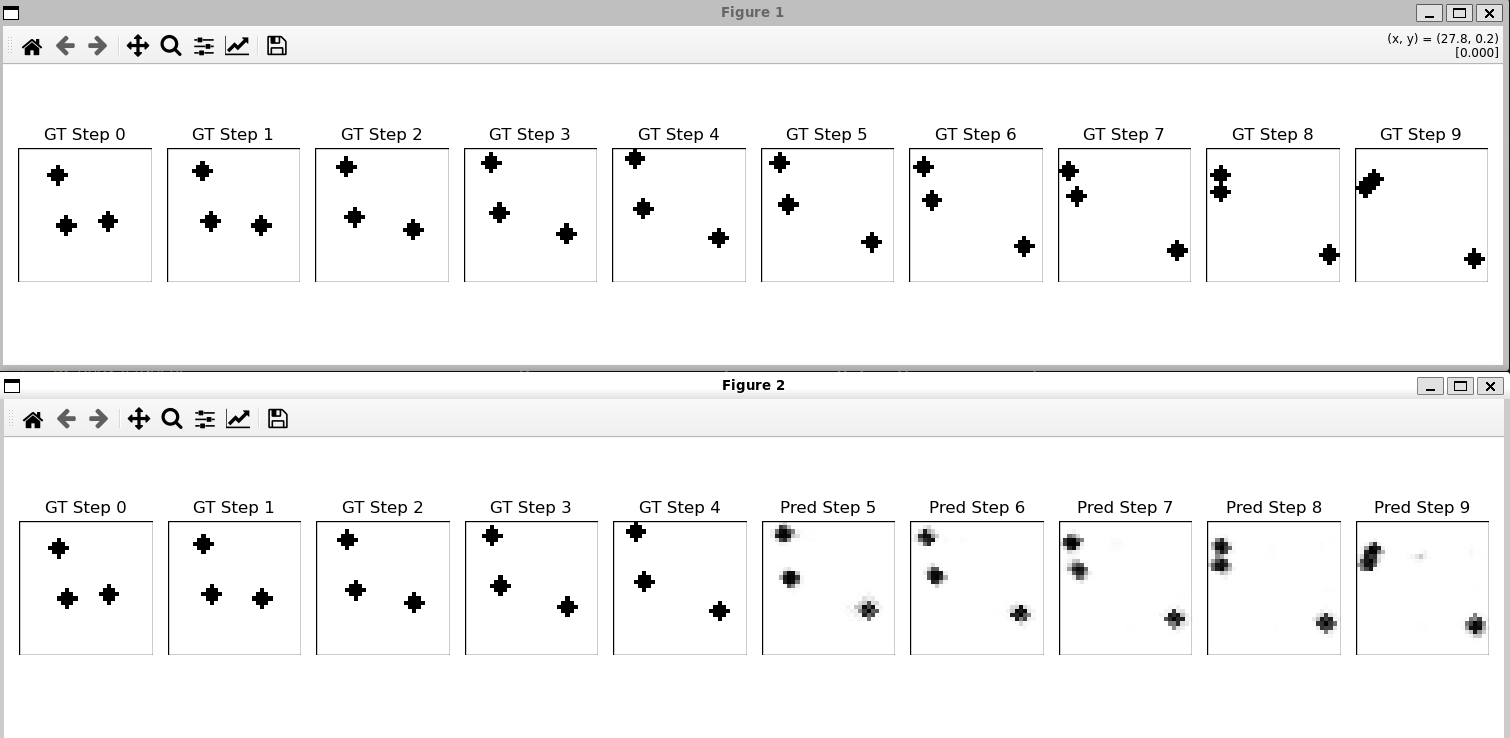 Figure 1
(x, y) = (27.8, 0.2)
[0.000]
GT Step 0 GT Step 1 GT Step 2 GT Step 3 GT Step 4 GT Step 5 GT Step 6 GT Step 7 GT Step 8 GT Step 9
Figure 2
GT Step 0 GT Step 1 GT Step 2 GT Step 3 GT Step 4 Pred Step 5 Pred Step 6 Pred Step 7 Pred Step 8 Pred Step 9